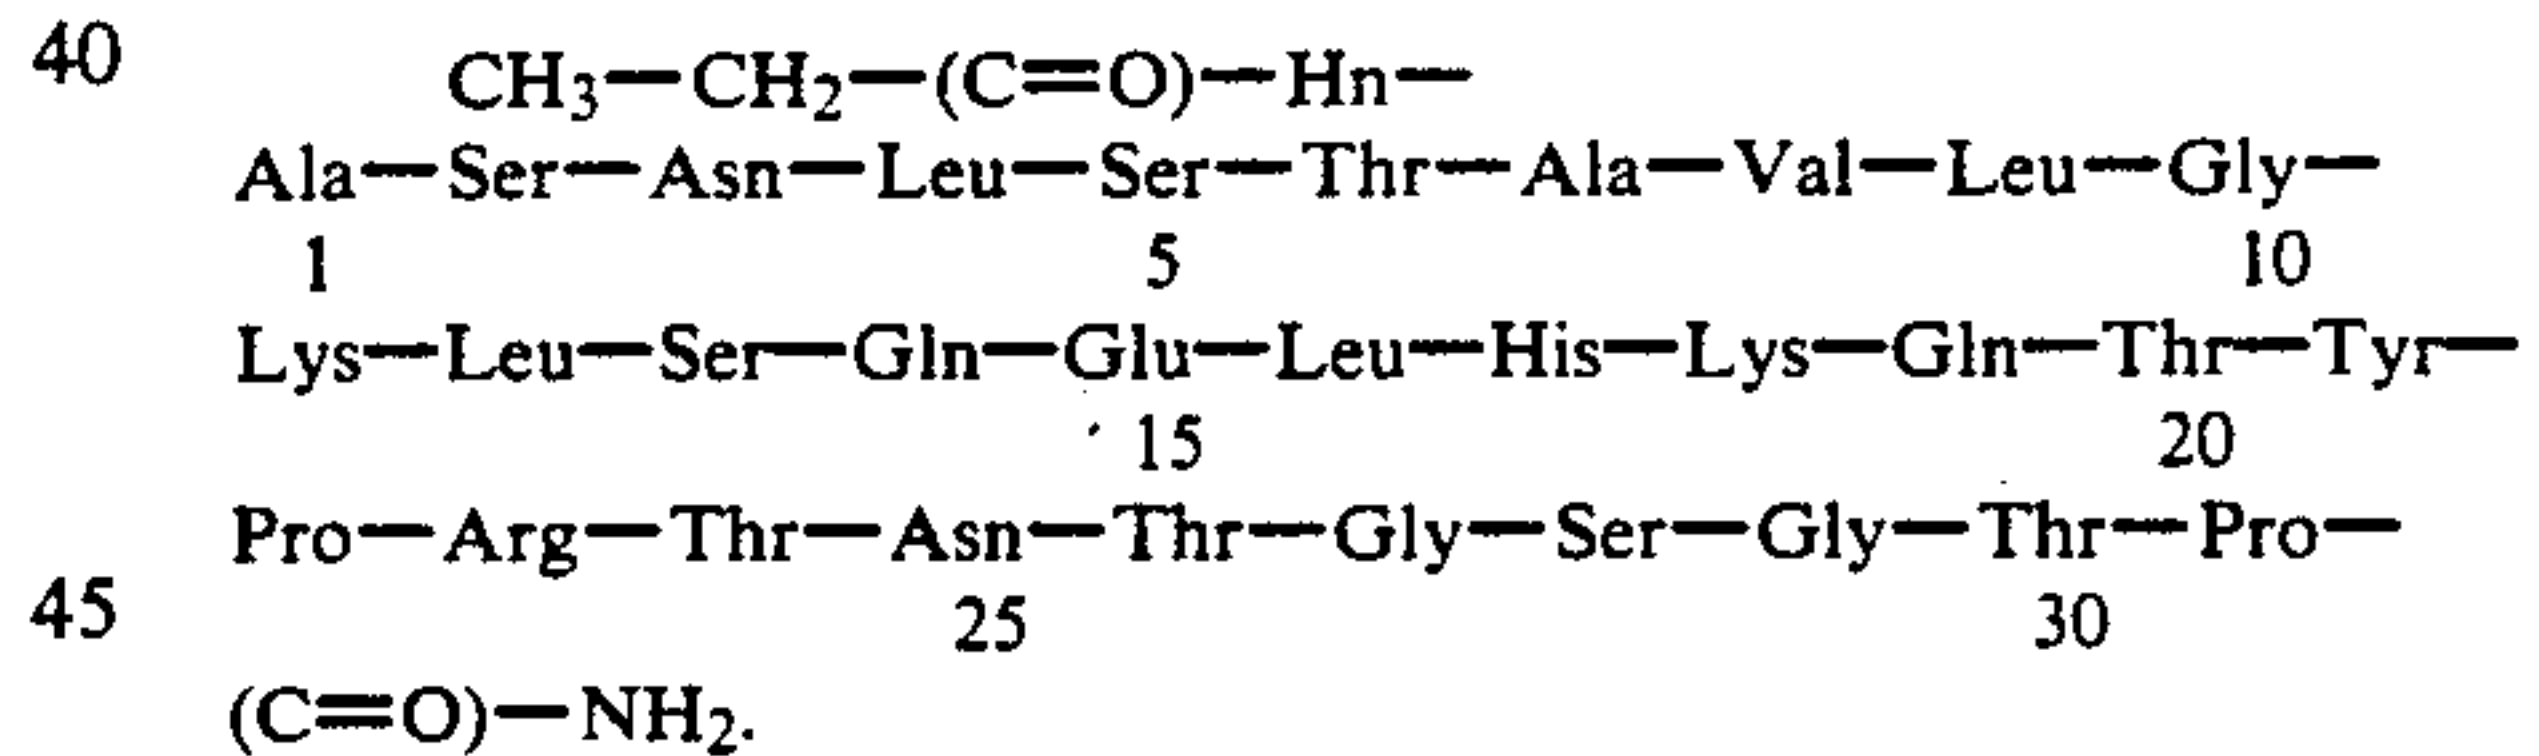 40
CH₃—CH₂—(C=O)—Hn—
Ala—Ser—Asn—Leu—Ser—Thr—Ala—Val—Leu—Gly—
1 5 10
Lys—Leu—Ser—Gln—Glu—Leu—His—Lys—Gln—Thr—Tyr—
15 20
Pro—Arg—Thr—Asn—Thr—Gly—Ser—Gly—Thr—Pro—
45 25 30
(C=O)—NH₂.